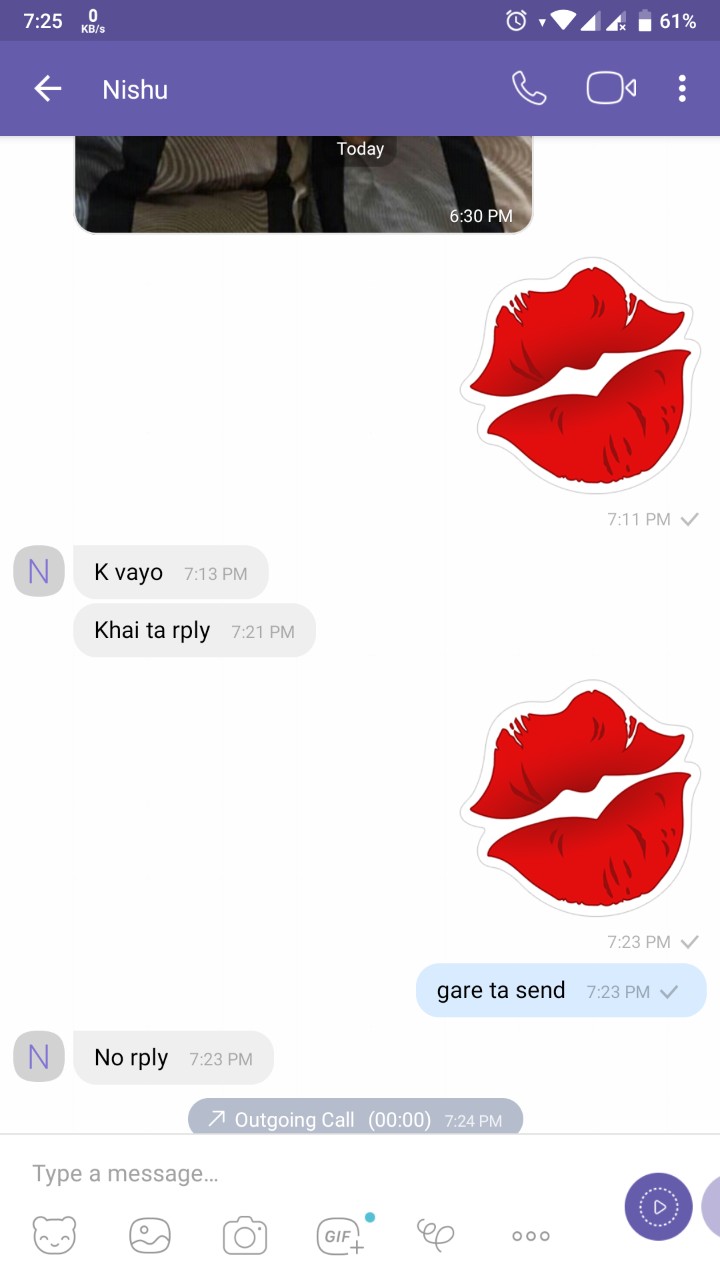 7:25 0 KB/s 61%
Nishu
Today
6:30 PM
7:11 PM
N K vayo 7:13 PM
Khai ta rply 7:21 PM
7:23 PM
gare ta send 7:23 PM
N No rply 7:23 PM
Outgoing Call (00:00) 7:24 PM
Type a message...
GIF